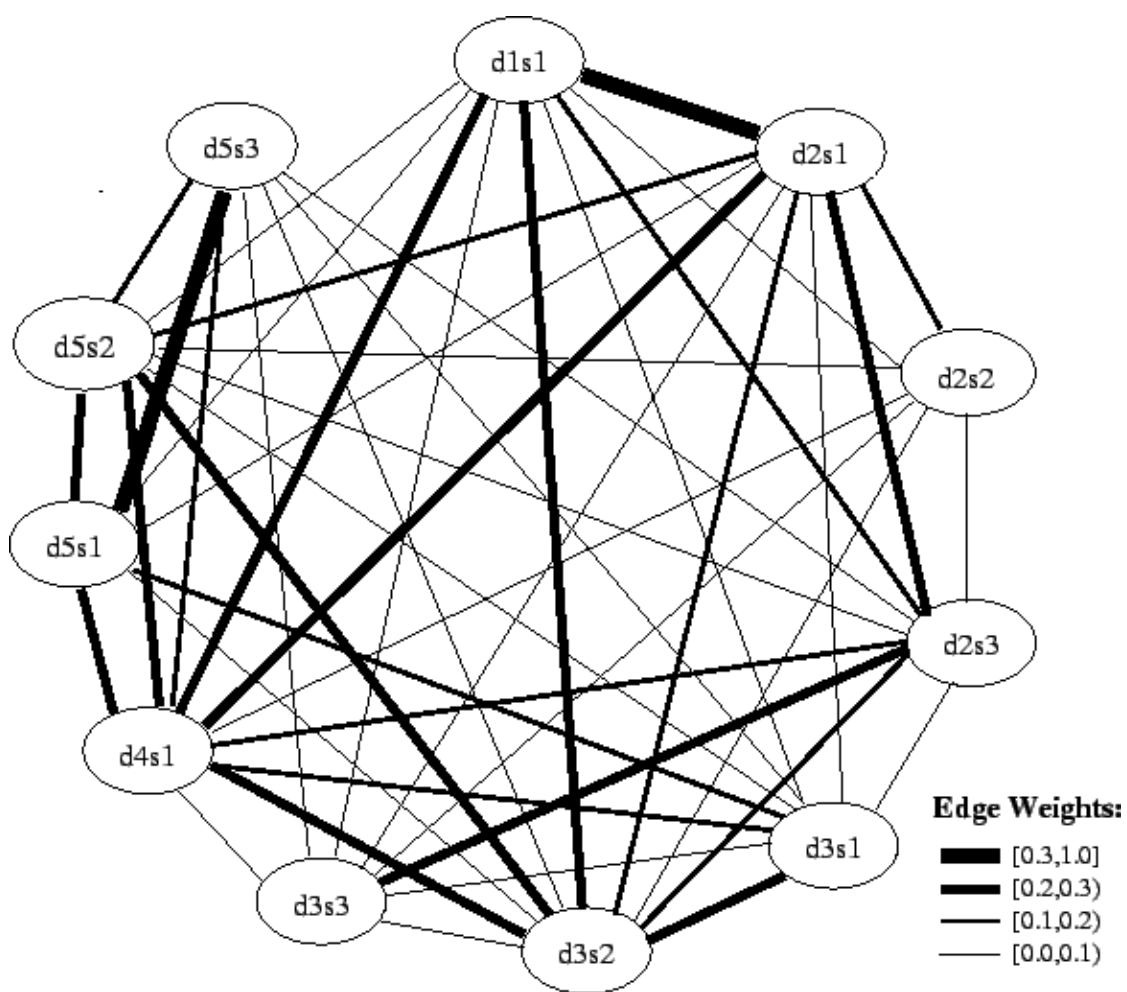 d1s1
d5s3
d2s1
d5s2
d2s2
d5s1
d2s3
d4s1
d3s1
d3s3
d3s2
Edge Weights:
[0.3,1.0]
[0.2,0.3)
[0.1,0.2)
[0.0,0.1)